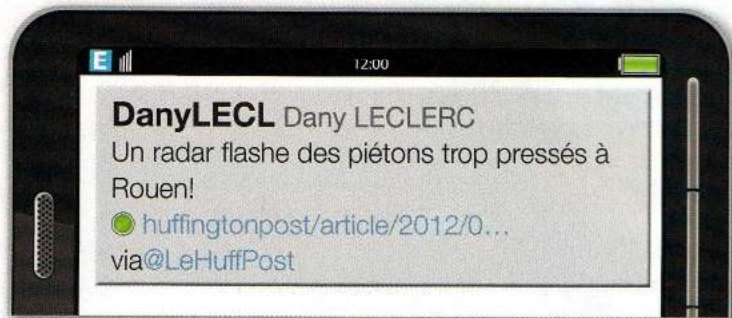 E 12:00
DanyLECL Dany LECLERC
Un radar flashe des piétons trop pressés à
Rouen!
huffingtonpost/article/2012/0...
via@LeHuffPost